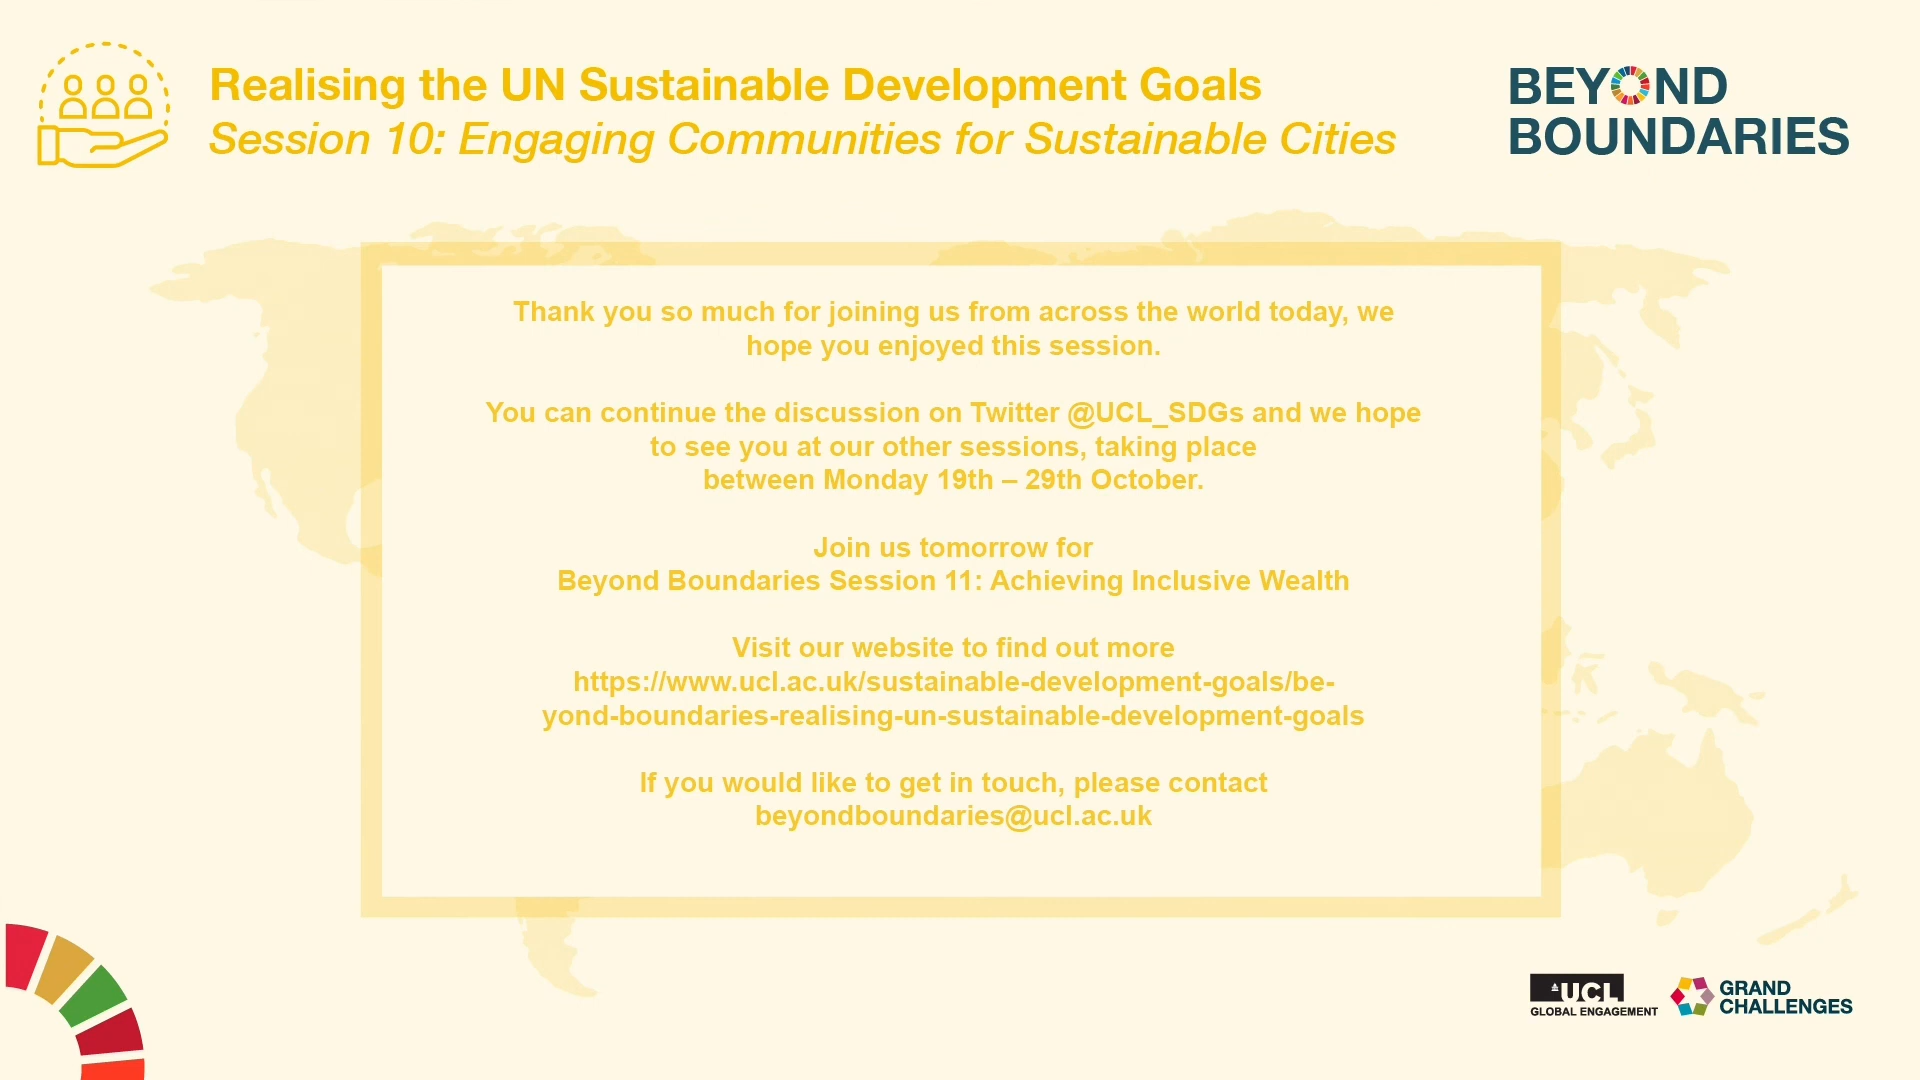 Realising the UN Sustainable Development Goals
Session 10: Engaging Communities for Sustainable Cities
BEYOND
BOUNDARIES
Thank you so much for joining us from across the world today, we
hope you enjoyed this session.
You can continue the discussion on Twitter @UCL_SDGs and we hope
to see you at our other sessions, taking place
between Monday 19th – 29th October.
Join us tomorrow for
Beyond Boundaries Session 11: Achieving Inclusive Wealth
Visit our website to find out more
https://www.ucl.ac.uk/sustainable-development-goals/be-
yond-boundaries-realising-un-sustainable-development-goals
If you would like to get in touch, please contact
beyondboundaries@ucl.ac.uk
UCL
GLOBAL ENGAGEMENT
GRAND
CHALLENGES